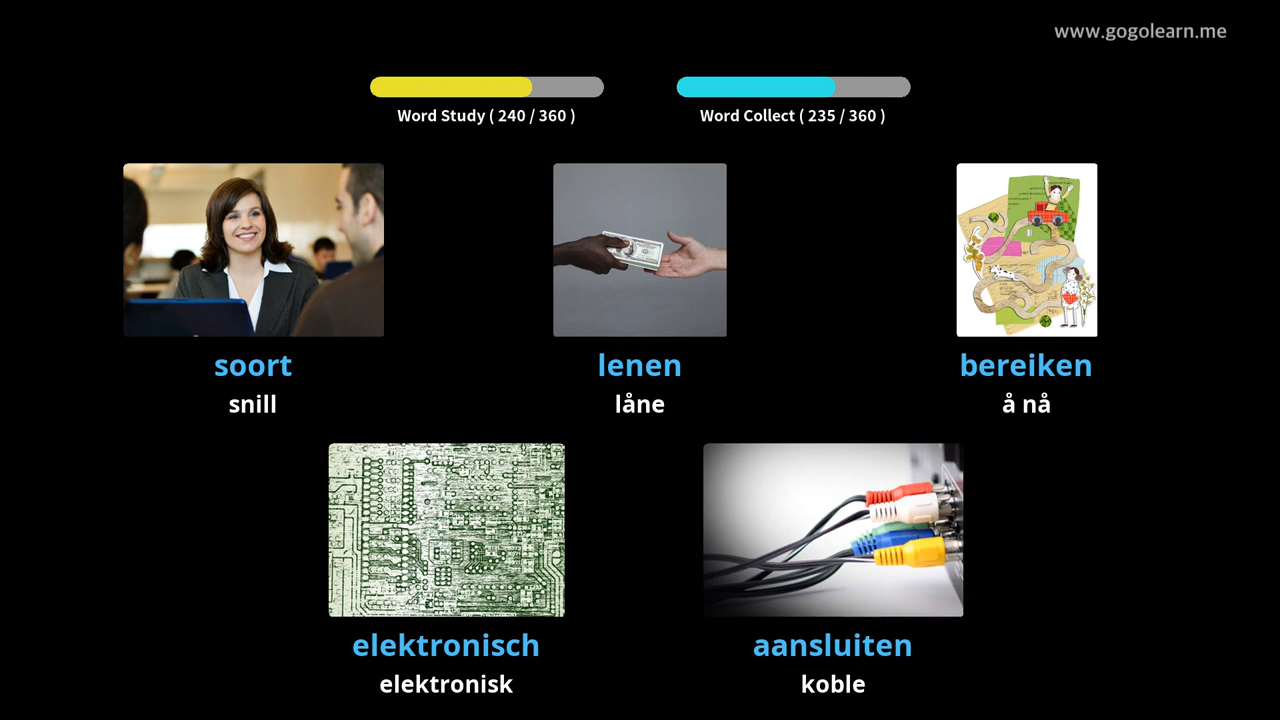 www.gogolearn.me
Word Study ( 240 / 360 )
Word Collect ( 235 / 360 )
soort
snill
lenen
låne
bereiken
å nå
elektronisch
elektronisk
aansluiten
koble